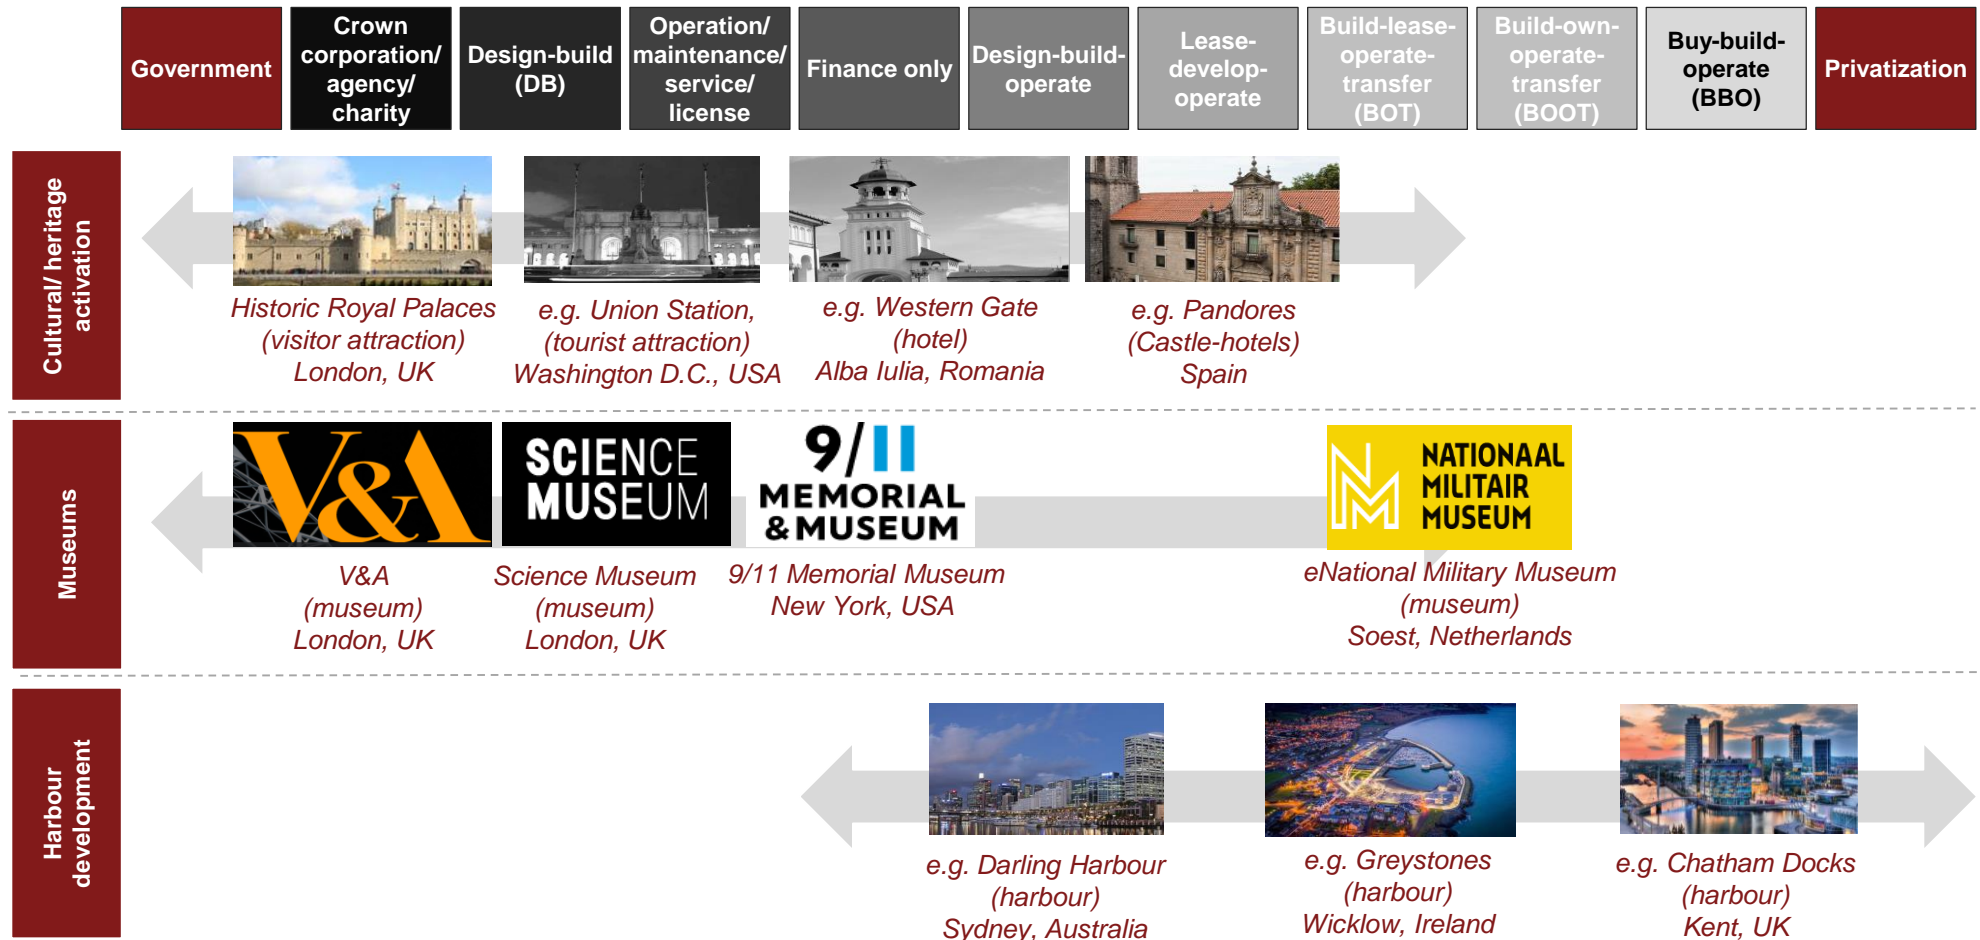 Government
Crown
corporation/
agency/
charity
Design-build
(DB)
Operation/
maintenance/
service/
license
Finance only
Design-build-
operate
Lease-
develop-
operate
Build-lease-
operate-
transfer
(BOT)
Build-own-
operate-
transfer
(BOOT)
Buy-build-
operate
(BBO)
Privatization
Cultural/ heritage
activation
Historic Royal Palaces
(visitor attraction)
London, UK
e.g. Union Station,
(tourist attraction)
Washington D.C., USA
e.g. Western Gate
(hotel)
Alba Iulia, Romania
e.g. Pandores
(Castle-hotels)
Spain
Museums
V&A
SCIENCE
MUSEUM
9/11
MEMORIAL
& MUSEUM
NM
NATIONAAL
MILITAIR
MUSEUM
V&A
(museum)
London, UK
Science Museum
(museum)
London, UK
9/11 Memorial Museum
New York, USA
eNational Military Museum
(museum)
Soest, Netherlands
Harbour
development
e.g. Darling Harbour
(harbour)
Sydney, Australia
e.g. Greystones
(harbour)
Wicklow, Ireland
e.g. Chatham Docks
(harbour)
Kent, UK